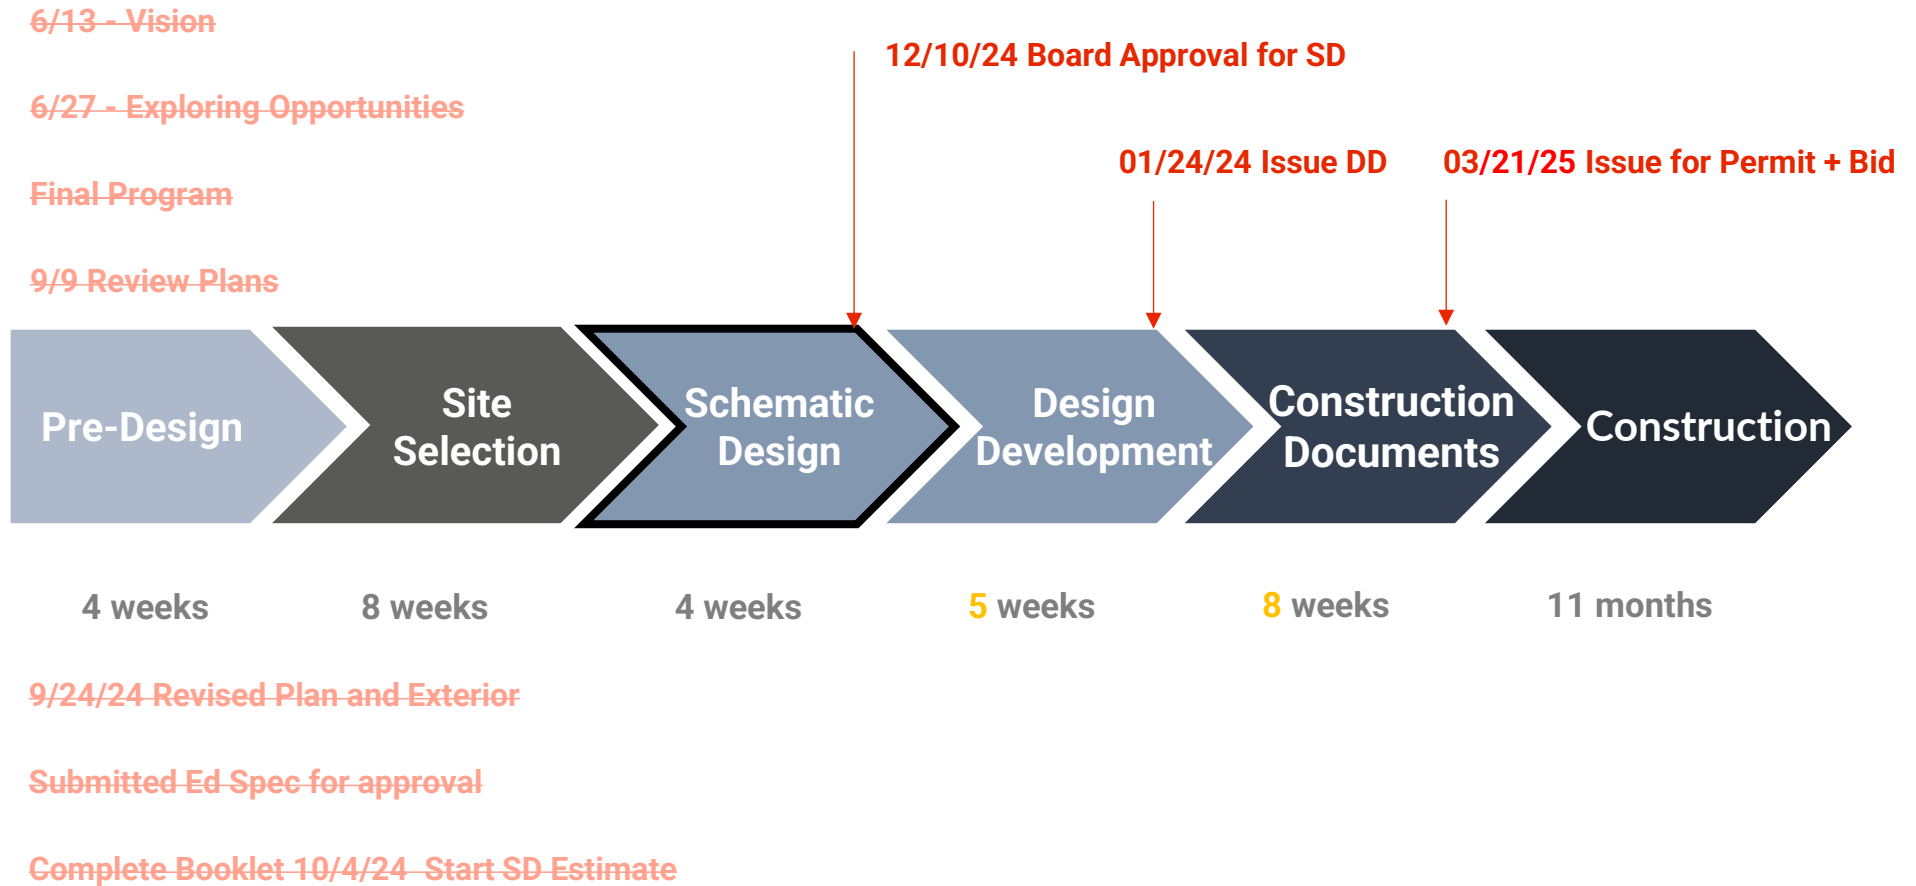 6/13 - Vision
12/10/24 Board Approval for SD
6/27 - Exploring Opportunities
01/24/24 Issue DD
03/21/25 Issue for Permit + Bid
Final Program
9/9 Review Plans
Pre-Design
Site
Selection
Schematic
Design
Design
Development
Construction
Documents
Construction
4 weeks
8 weeks
4 weeks
5 weeks
8 weeks
11 months
9/24/24 Revised Plan and Exterior
Submitted Ed Spec for approval
Complete Booklet 10/4/24  Start SD Estimate